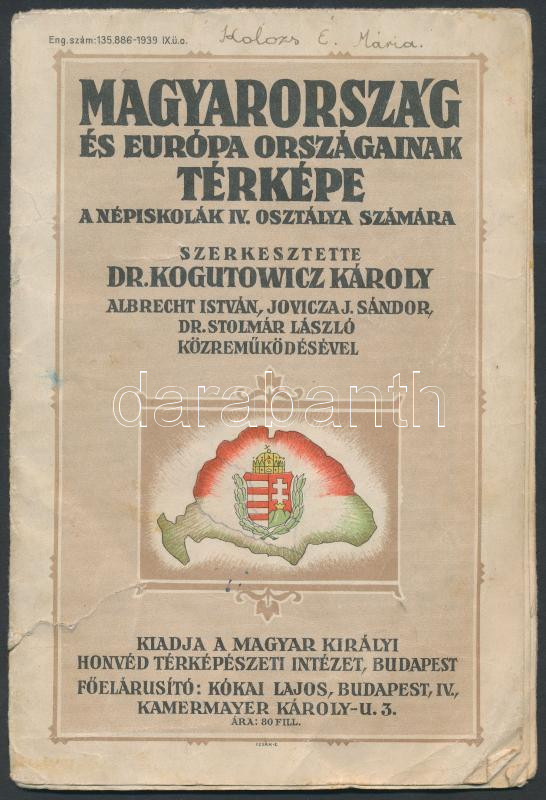 Eng.szám:135.886-1939 IX.ü.o.
Kolozs É. Mária.
MAGYARORSZÁG
ÉS EURÓPA ORSZÁGAINAK
TÉRKÉPE
A NÉPISKOLÁK IV. OSZTÁLYA SZÁMÁRA
SZERKESZTETTE
DR. KOGUTOWICZ KÁROLY
ALBRECHT ISTVÁN, JOVICZA J. SÁNDOR,
DR. STOLMÁR LÁSZLÓ
KÖZREMŰKÖDÉSÉVEL
darabanth
KIADJA A MAGYAR KIRÁLYI
HONVÉD TÉRKÉPÉSZETI INTÉZET, BUDAPEST
FŐELÁRUSÍTÓ: KÓKAI LAJOS, BUDAPEST, IV.,
KAMERMAYER KÁROLY-U. 3.
ÁRA: 80 FILL.